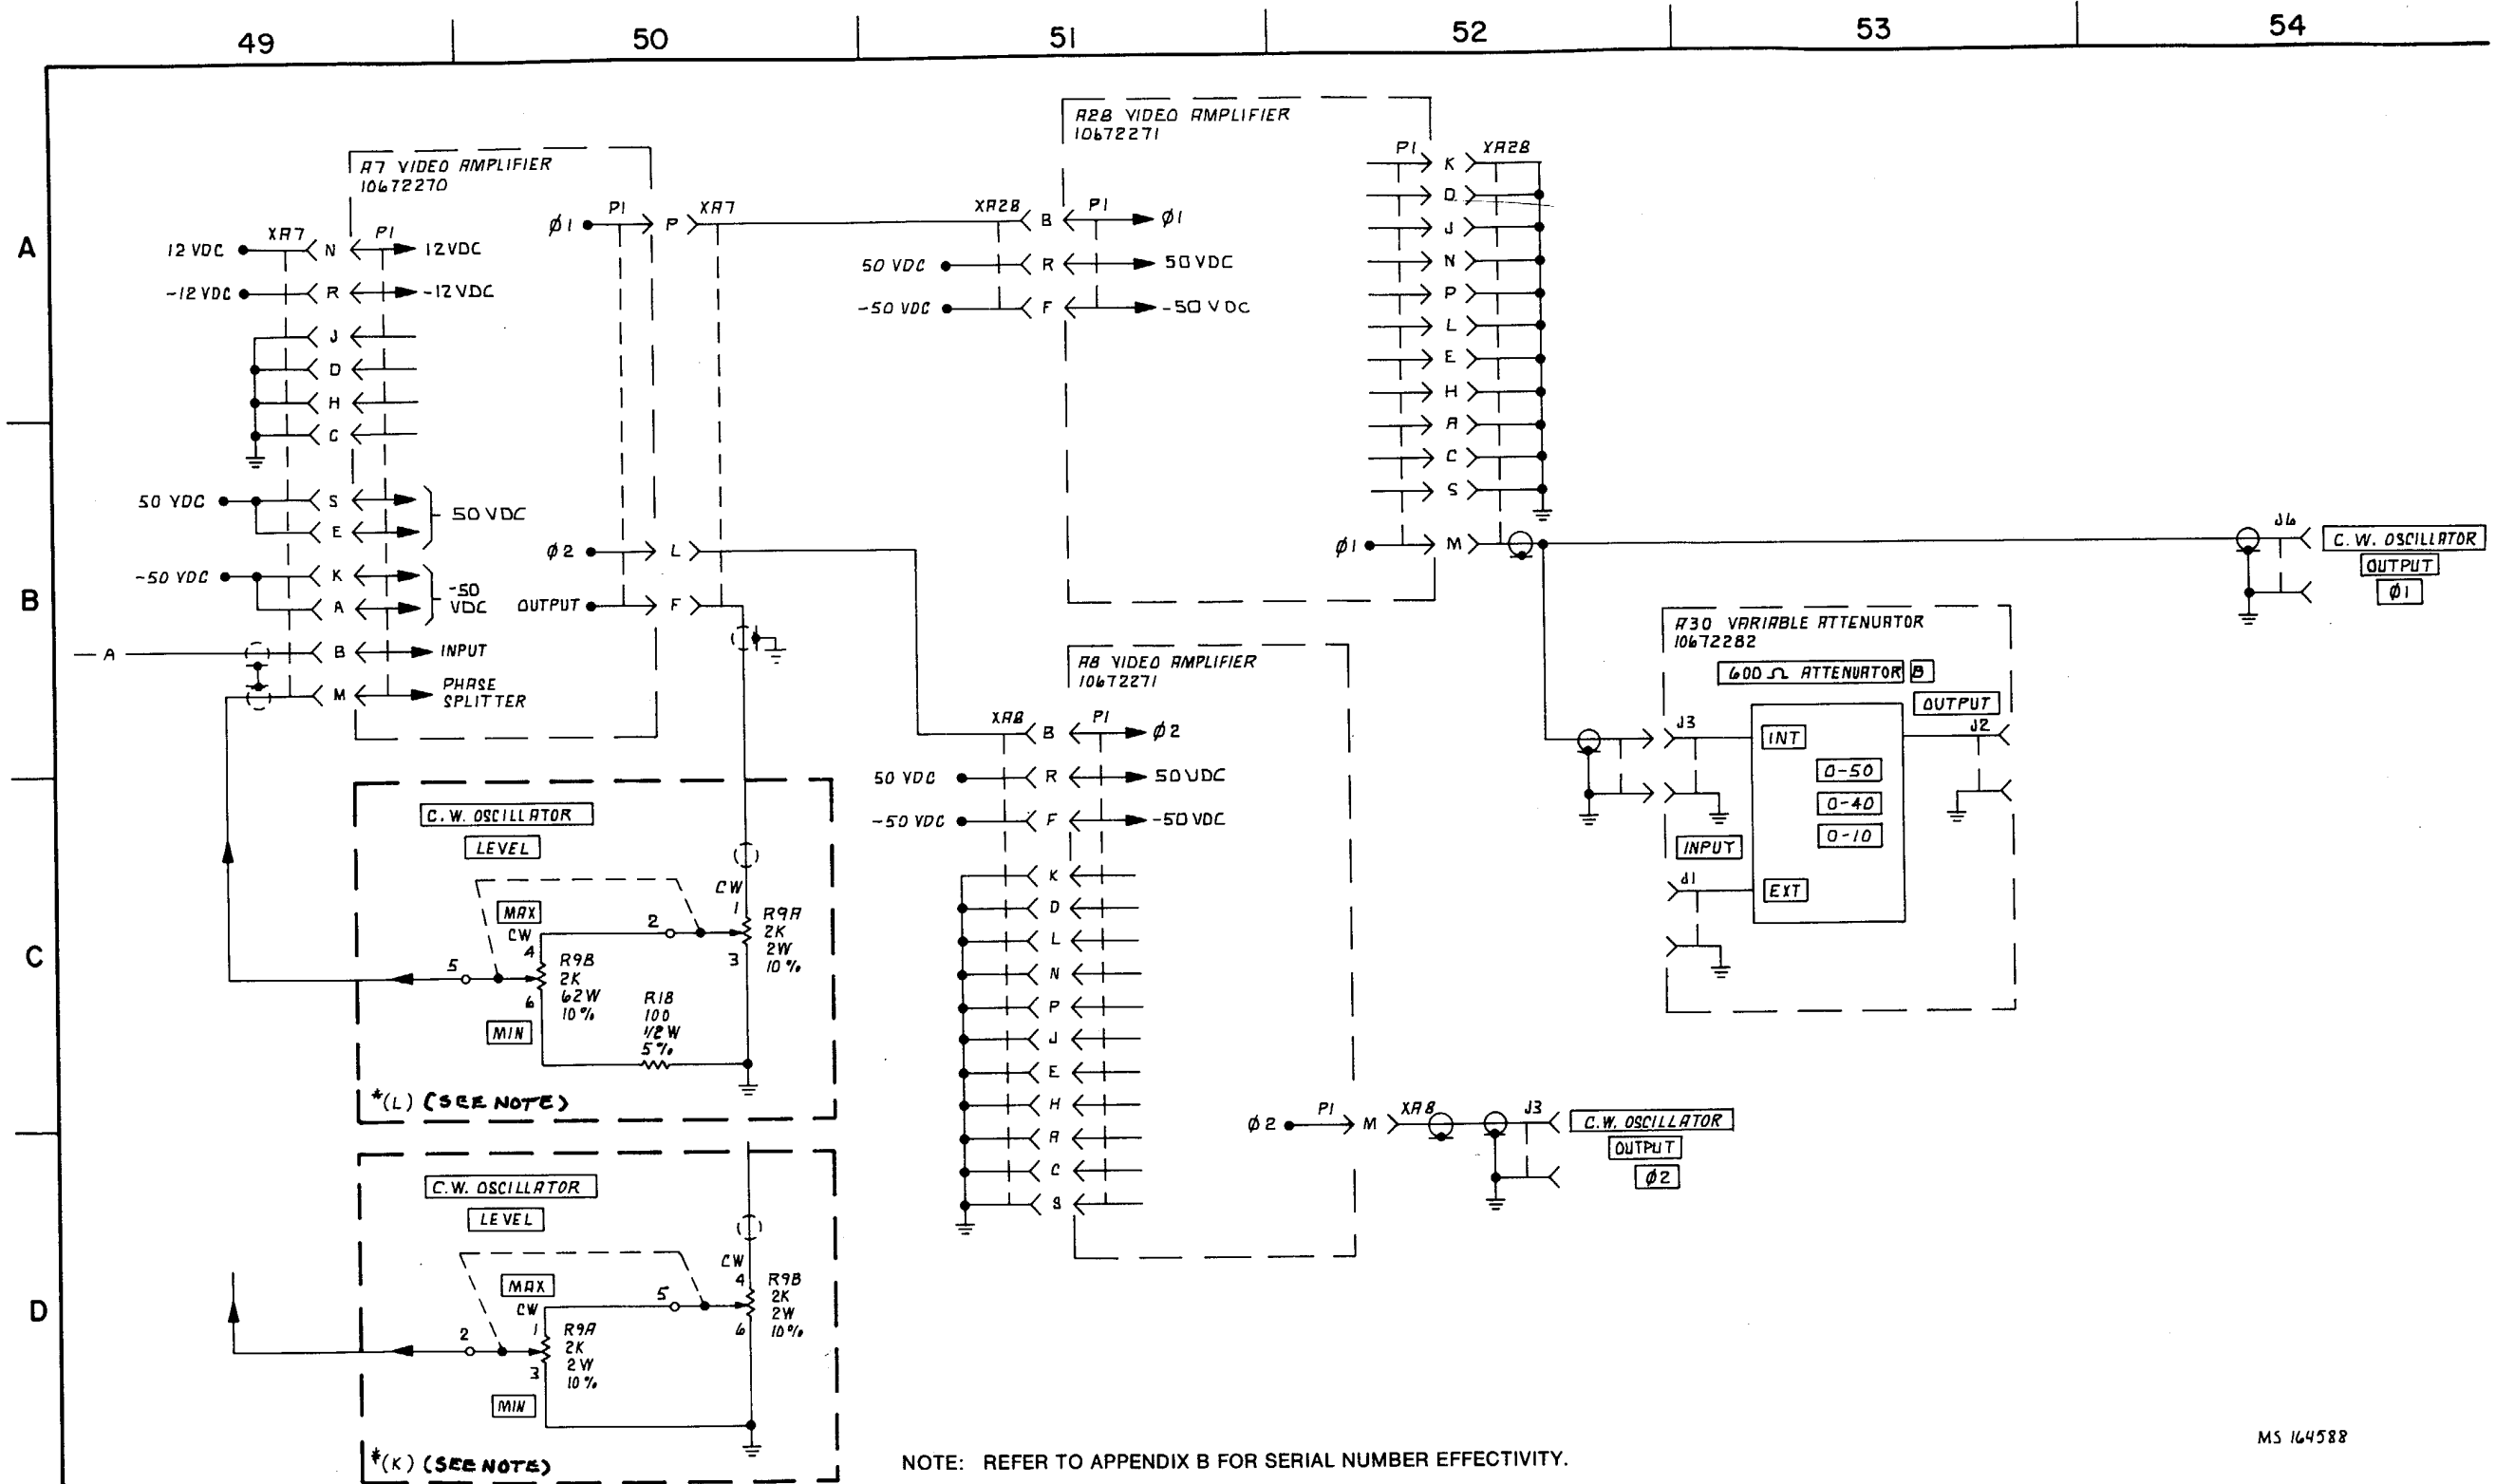 49 50 51 52 53 54
A
B
C
D
A7 VIDEO AMPLIFIER
10672270
XA7 P1
12 VDC N 12VDC
-12 VDC R -12VDC
J
D
H
C
50 VDC S
E
50 VDC
-50 VDC K
A
-50
VDC
A B INPUT
M PHASE
SPLITTER
P1 XA7
Ø1 P
Ø2 L
OUTPUT F
A28 VIDEO AMPLIFIER
10672271
XA28 P1
B Ø1
50 VDC R 50VDC
-50 VDC F -50VDC
P1 XA28
K
D
J
N
P
L
E
H
A
C
S
Ø1 M
J6
C.W. OSCILLATOR
OUTPUT
Ø1
A30 VARIABLE ATTENUATOR
10672282
600 Ω ATTENUATOR B
OUTPUT
J3 J2
INT
0-50
0-40
0-10
INPUT
J1
EXT
A8 VIDEO AMPLIFIER
10672271
XA8 P1
B Ø2
50 VDC R 50VDC
-50 VDC F -50VDC
K
D
L
N
P
J
E
H
A
C
S
P1 XA8 J3
Ø2 M
C.W. OSCILLATOR
OUTPUT
Ø2
C.W. OSCILLATOR
LEVEL
CW
1
R9A
2K
2W
10%
3
2
MAX
CW
4
5
R9B
2K
62W
10%
6
MIN
R18
100
1/2W
5%
*(L) (SEE NOTE)
C.W. OSCILLATOR
LEVEL
CW
4
R9B
2K
2W
10%
6
5
MAX
CW
1
2
R9A
2K
2W
10%
3
MIN
*(K) (SEE NOTE)
NOTE: REFER TO APPENDIX B FOR SERIAL NUMBER EFFECTIVITY.
MS 164588